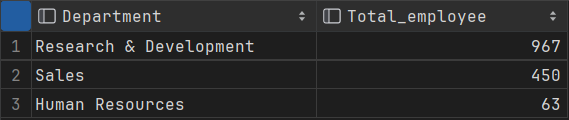 Department Total_employee
1 Research & Development 967
2 Sales 450
3 Human Resources 63